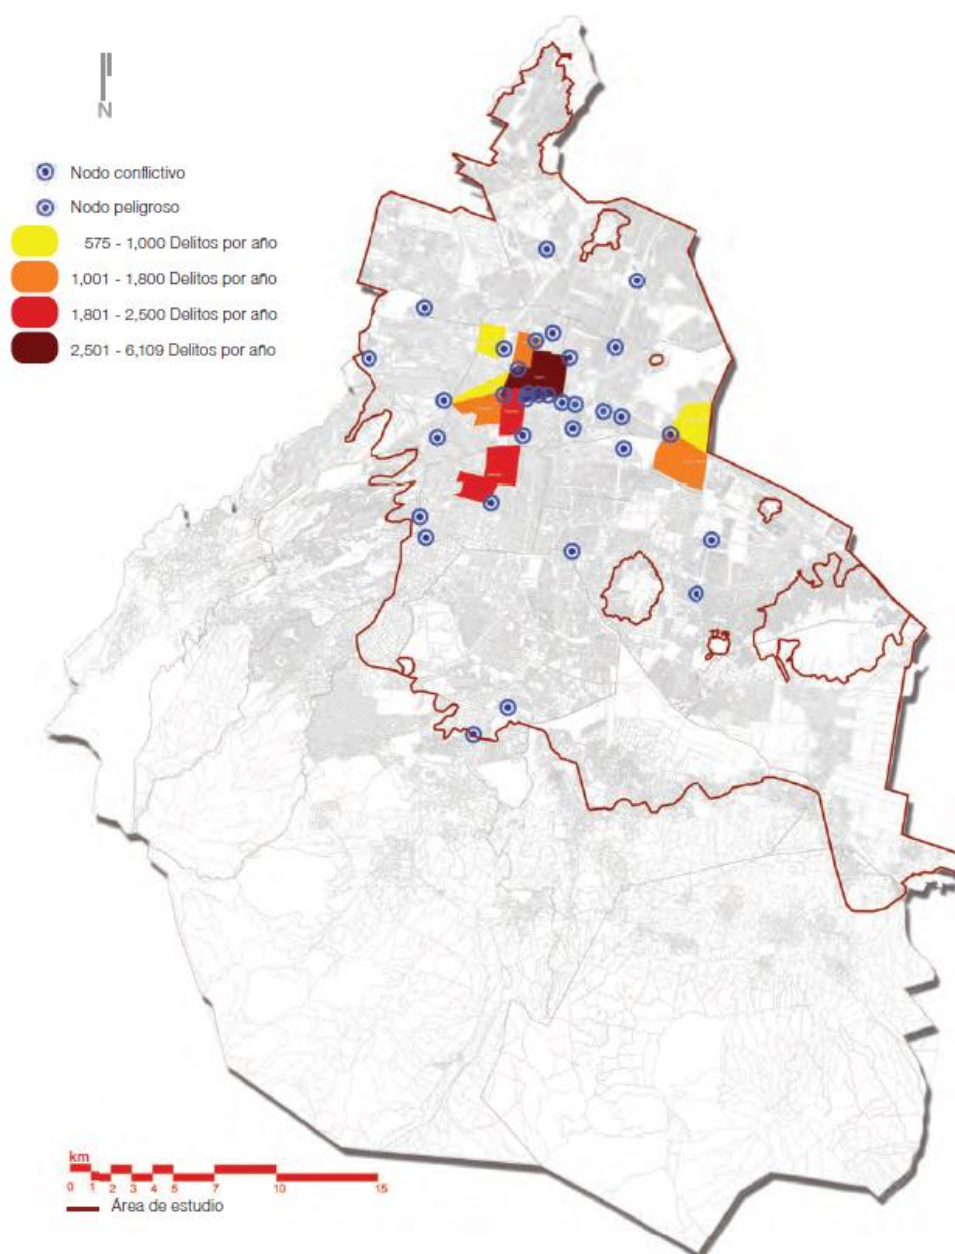 N
Nodo conflictivo
Nodo peligroso
575 - 1,000 Delitos por año
1,001 - 1,800 Delitos por año
1,801 - 2,500 Delitos por año
2,501 - 6,109 Delitos por año
km
0 1 2 3 4 5 7 10 15
Area de estudio